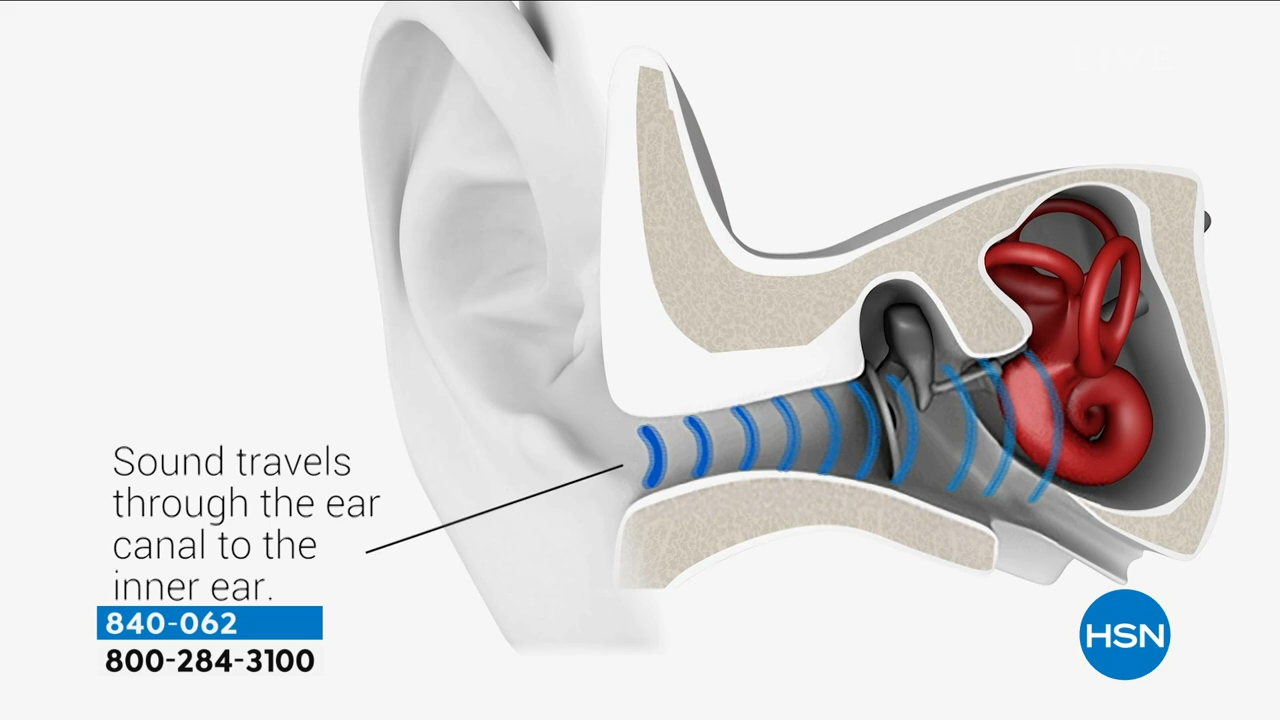 Sound travels
through the ear
canal to the
inner ear.
840-062
800-284-3100
HSN